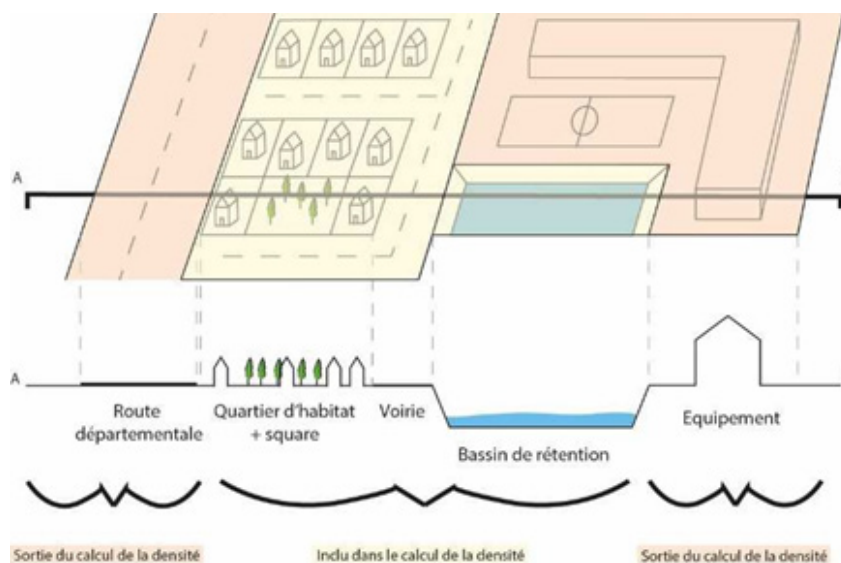 A
A
Route
départementale
Quartier d'habitat
+ square
Voirie
Bassin de rétention
Equipement
Sortie du calcul de la densité
Inclu dans le calcul de la densité
Sortie du calcul de la densité